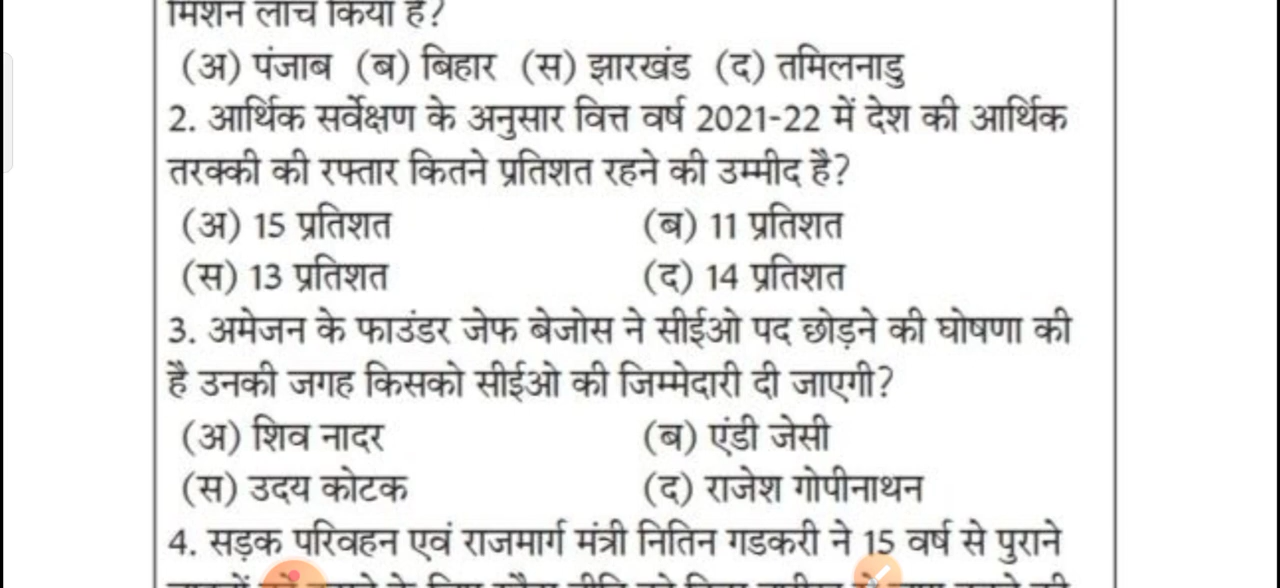 मिशन लांच किया है?
(अ) पंजाब (ब) बिहार (स) झारखंड (द) तमिलनाडु
2. आर्थिक सर्वेक्षण के अनुसार वित्त वर्ष 2021-22 में देश की आर्थिक
तरक्की की रफ्तार कितने प्रतिशत रहने की उम्मीद है?
(अ) 15 प्रतिशत (ब) 11 प्रतिशत
(स) 13 प्रतिशत (द) 14 प्रतिशत
3. अमेजन के फाउंडर जेफ बेजोस ने सीईओ पद छोड़ने की घोषणा की
है उनकी जगह किसको सीईओ की जिम्मेदारी दी जाएगी?
(अ) शिव नादर (ब) एंडी जेसी
(स) उदय कोटक (द) राजेश गोपीनाथन
4. सड़क परिवहन एवं राजमार्ग मंत्री नितिन गडकरी ने 15 वर्ष से पुराने